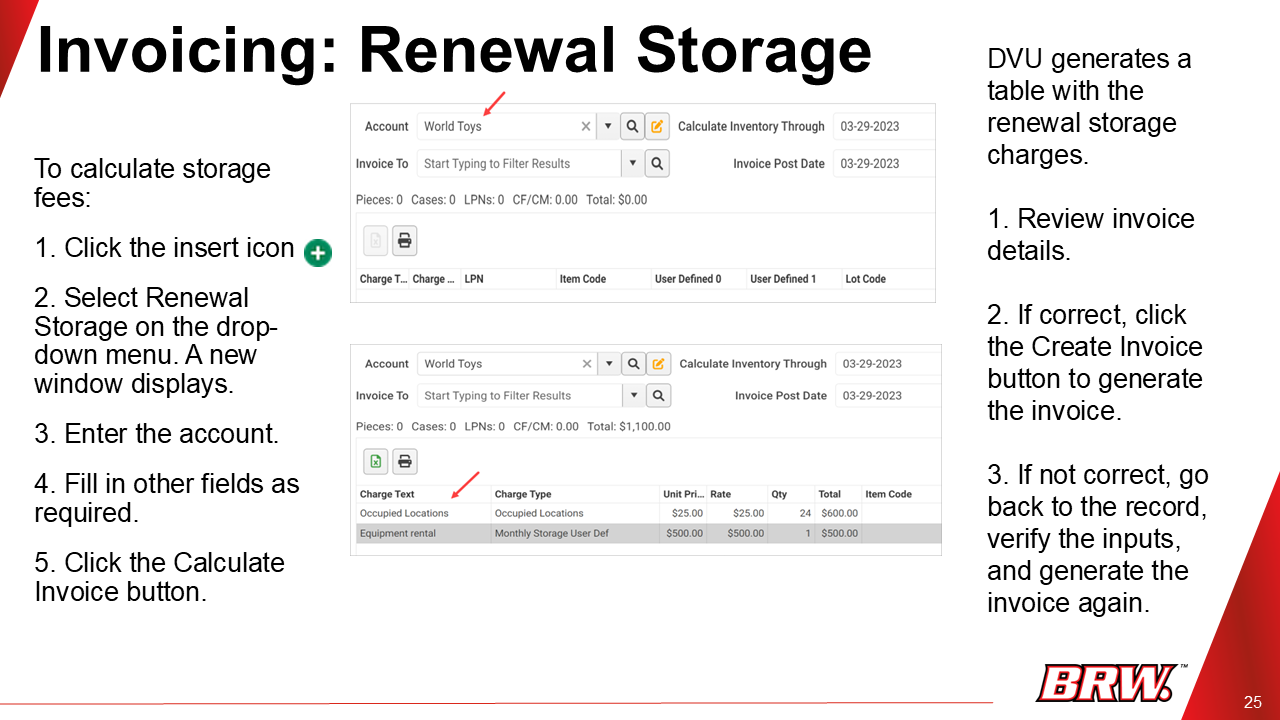 Invoicing: Renewal Storage
To calculate storage
fees:
1. Click the insert icon
2. Select Renewal
Storage on the drop-
down menu. A new
window displays.
3. Enter the account.
4. Fill in other fields as
required.
5. Click the Calculate
Invoice button.
Account World Toys Calculate Inventory Through 03-29-2023
Invoice To Start Typing to Filter Results Invoice Post Date 03-29-2023
Pieces: 0 Cases: 0 LPNs: 0 CF/CM: 0.00 Total: $0.00
Charge T... Charge ... LPN Item Code User Defined 0 User Defined 1 Lot Code
Account World Toys Calculate Inventory Through 03-29-2023
Invoice To Start Typing to Filter Results Invoice Post Date 03-29-2023
Pieces: 0 Cases: 0 LPNs: 0 CF/CM: 0.00 Total: $1,100.00
Charge Text Charge Type Unit Pri... Rate Qty Total Item Code
Occupied Locations Occupied Locations $25.00 $25.00 24 $600.00
Equipment rental Monthly Storage User Def $500.00 $500.00 1 $500.00
DVU generates a
table with the
renewal storage
charges.
1. Review invoice
details.
2. If correct, click
the Create Invoice
button to generate
the invoice.
3. If not correct, go
back to the record,
verify the inputs,
and generate the
invoice again.
BRW.™
25